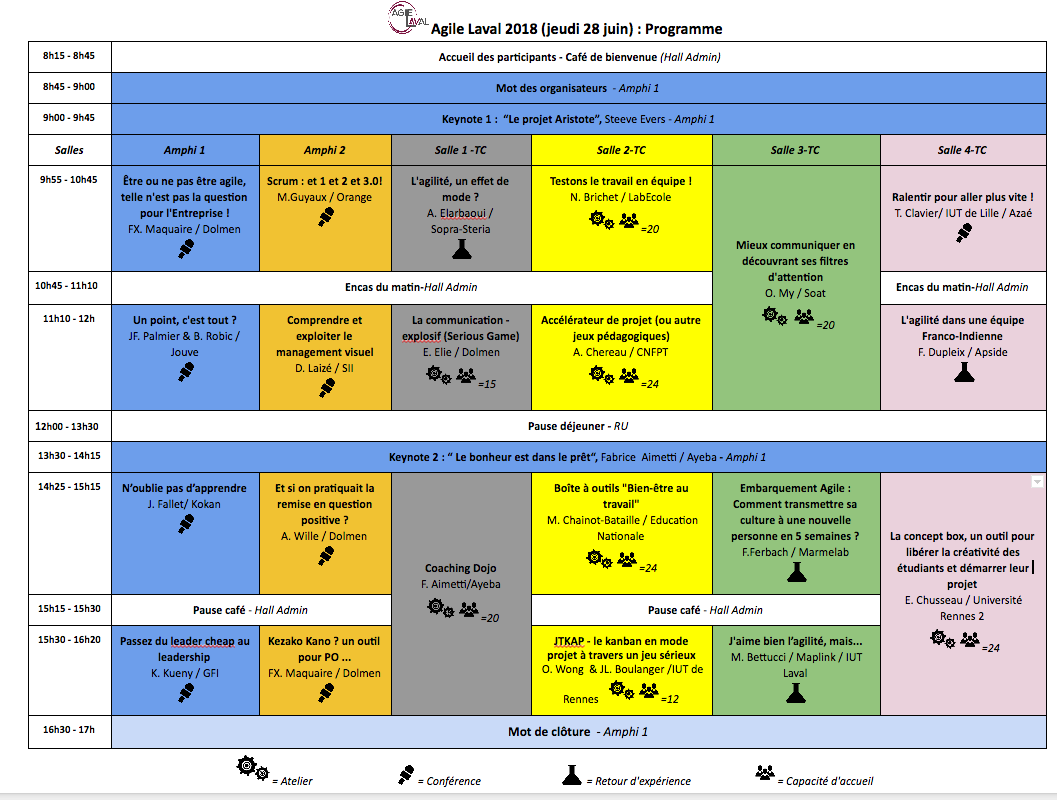 AGILE LAVAL
Agile Laval 2018 (jeudi 28 juin) : Programme
8h15 - 8h45
Accueil des participants - Café de bienvenue (Hall Admin)
8h45 - 9h00
Mot des organisateurs - Amphi 1
9h00 - 9h45
Keynote 1 : “Le projet Aristote”, Steeve Evers - Amphi 1
Salles
Amphi 1
Amphi 2
Salle 1 -TC
Salle 2-TC
Salle 3-TC
Salle 4-TC
9h55 - 10h45
Être ou ne pas être agile,
telle n'est pas la question
pour l'Entreprise !
FX. Maquaire / Dolmen
Scrum : et 1 et 2 et 3.0!
M.Guyaux / Orange
L'agilité, un effet de
mode ?
A. Elarbaoui /
Sopra-Steria
Testons le travail en équipe !
N. Brichet / LabEcole
=20
Mieux communiquer en
découvrant ses filtres
d'attention
O. My / Soat
=20
Ralentir pour aller plus vite !
T. Clavier/ IUT de Lille / Azaé
10h45 - 11h10
Encas du matin-Hall Admin
Encas du matin-Hall Admin
11h10 - 12h
Un point, c'est tout ?
JF. Palmier & B. Robic /
Jouve
Comprendre et
exploiter le
management visuel
D. Laizé / SII
La communication -
explosif (Serious Game)
E. Elie / Dolmen
=15
Accélérateur de projet (ou autre
jeux pédagogiques)
A. Chereau / CNFPT
=24
L'agilité dans une équipe
Franco-Indienne
F. Dupleix / Apside
12h00 - 13h30
Pause déjeuner - RU
13h30 - 14h15
Keynote 2 : “ Le bonheur est dans le prêt“, Fabrice Aimetti / Ayeba - Amphi 1
14h25 - 15h15
N’oublie pas d’apprendre
J. Fallet/ Kokan
Et si on pratiquait la
remise en question
positive ?
A. Wille / Dolmen
Coaching Dojo
F. Aimetti/Ayeba
=20
Boîte à outils "Bien-être au
travail"
M. Chainot-Bataille / Education
Nationale
=24
Embarquement Agile :
Comment transmettre sa
culture à une nouvelle
personne en 5 semaines ?
F.Ferbach / Marmelab
La concept box, un outil pour
libérer la créativité des
étudiants et démarrer leur
projet
E. Chusseau / Université
Rennes 2
=24
15h15 - 15h30
Pause café - Hall Admin
Pause café - Hall Admin
15h30 - 16h20
Passez du leader cheap au
leadership
K. Kueny / GFI
Kezako Kano ? un outil
pour PO ...
FX. Maquaire / Dolmen
JTKAP - le kanban en mode
projet à travers un jeu sérieux
O. Wong & JL. Boulanger /IUT de
Rennes =12
J'aime bien l’agilité, mais...
M. Bettucci / Maplink / IUT
Laval
16h30 - 17h
Mot de clôture - Amphi 1
= Atelier
= Conférence
= Retour d'expérience
= Capacité d'accueil